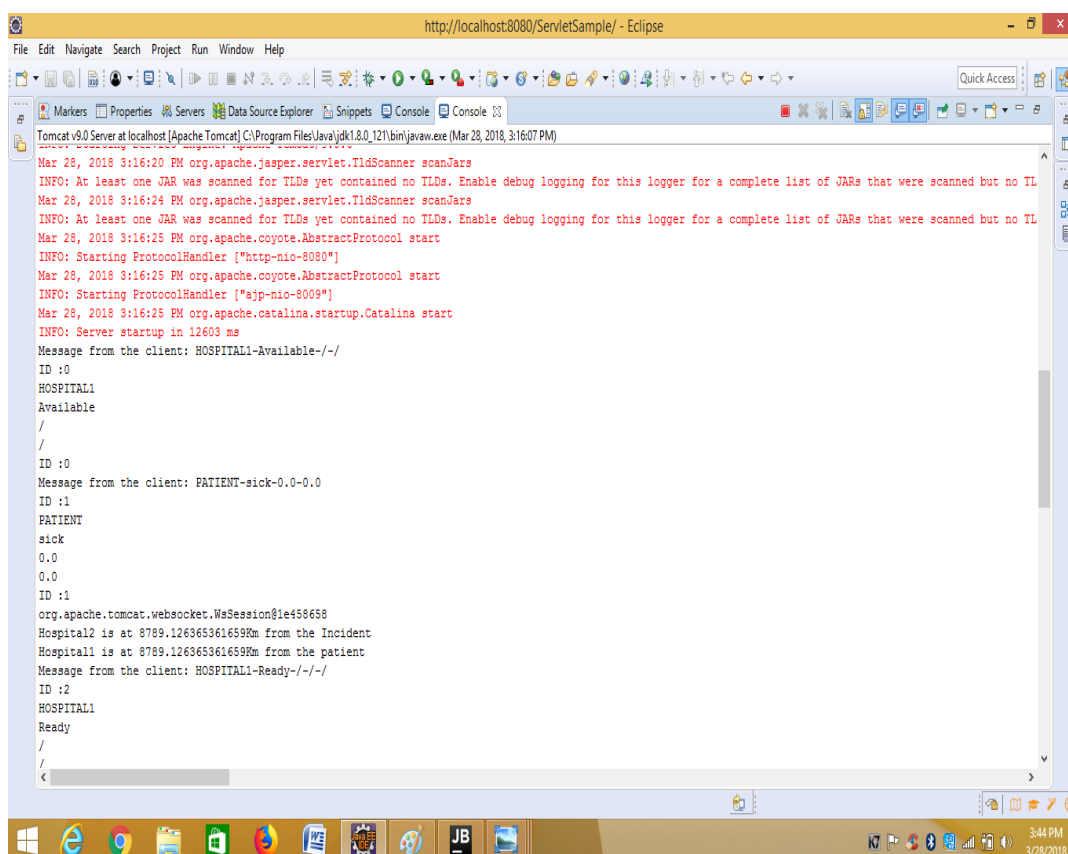 http://localhost:8080/ServletSample/ - Eclipse
File Edit Navigate Search Project Run Window Help
Quick Access
Markers Properties Servers Data Source Explorer Snippets Console Console
Tomcat v9.0 Server at localhost [Apache Tomcat] C:\Program Files\Java\jdk1.8.0_121\bin\javaw.exe (Mar 28, 2018, 3:16:07 PM)
Mar 28, 2018 3:16:20 PM org.apache.jasper.servlet.TldScanner scanJars
INFO: At least one JAR was scanned for TLDs yet contained no TLDs. Enable debug logging for this logger for a complete list of JARs that were scanned but no TL
Mar 28, 2018 3:16:24 PM org.apache.jasper.servlet.TldScanner scanJars
INFO: At least one JAR was scanned for TLDs yet contained no TLDs. Enable debug logging for this logger for a complete list of JARs that were scanned but no TL
Mar 28, 2018 3:16:25 PM org.apache.coyote.AbstractProtocol start
INFO: Starting ProtocolHandler ["http-nio-8080"]
Mar 28, 2018 3:16:25 PM org.apache.coyote.AbstractProtocol start
INFO: Starting ProtocolHandler ["ajp-nio-8009"]
Mar 28, 2018 3:16:25 PM org.apache.catalina.startup.Catalina start
INFO: Server startup in 12603 ms
Message from the client: HOSPITAL1-Available-/-/
ID :0
HOSPITAL1
Available
/
/
ID :0
Message from the client: PATIENT-sick-0.0-0.0
ID :1
PATIENT
sick
0.0
0.0
ID :1
org.apache.tomcat.websocket.WsSession@1e458658
Hospital2 is at 8789.126365361659Km from the Incident
Hospital1 is at 8789.126365361659Km from the patient
Message from the client: HOSPITAL1-Ready-/-/-/
ID :2
HOSPITAL1
Ready
/
/
JB
3:44 PM
3/28/2018